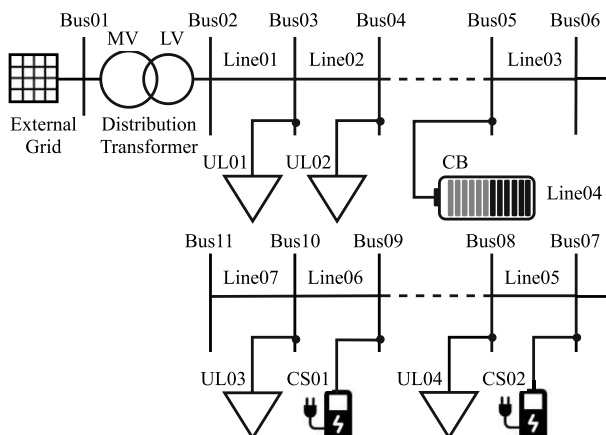 Bus01 Bus02 Bus03 Bus04 Bus05 Bus06
MV LV
Line01 Line02 Line03
External
Grid
Distribution
Transformer
UL01 UL02 CB
Line04
Bus11 Bus10 Bus09 Bus08 Bus07
Line07 Line06 Line05
UL03 CS01 UL04 CS02